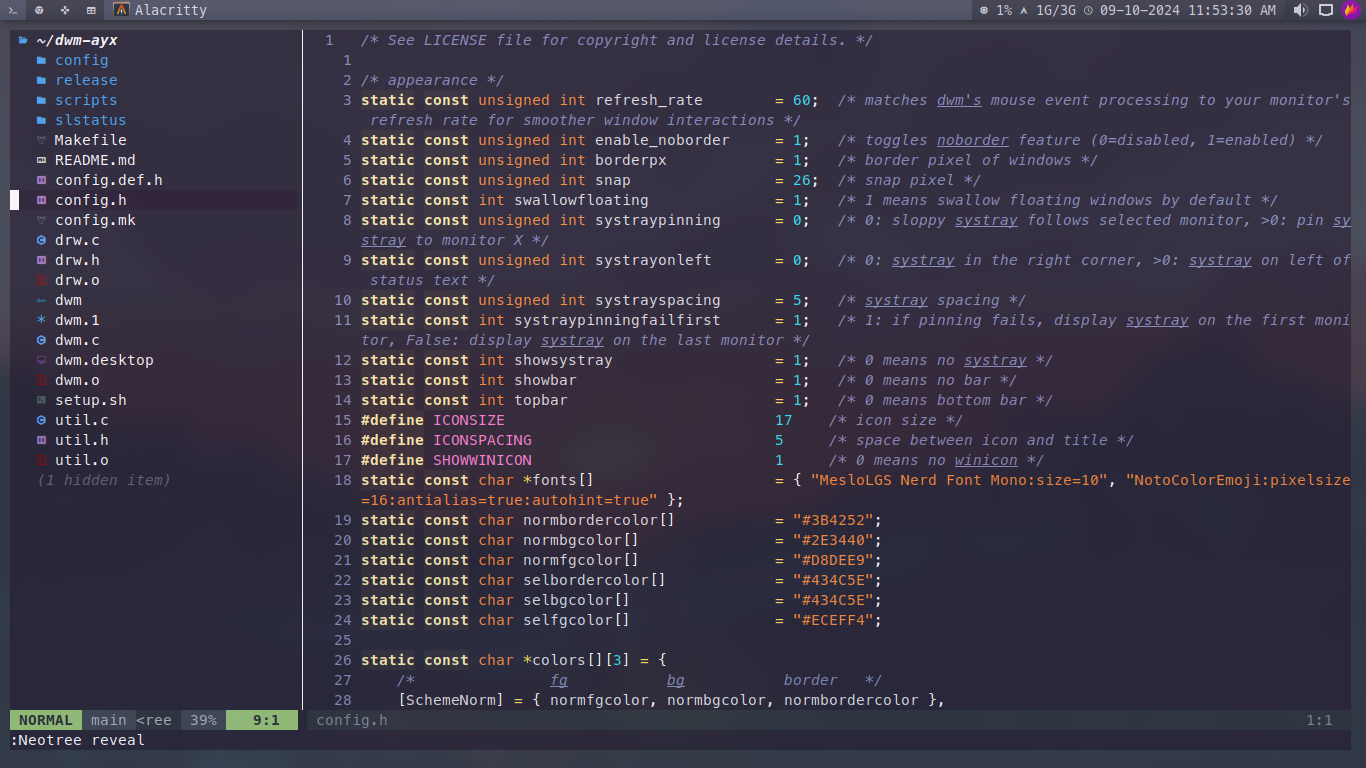 Alacritty
1% 1G/3G 09-10-2024 11:53:30 AM
~/dwm-ayx
config
release
scripts
slstatus
Makefile
README.md
config.def.h
config.h
config.mk
drw.c
drw.h
drw.o
dwm
dwm.1
dwm.c
dwm.desktop
dwm.o
setup.sh
util.c
util.h
util.o
(1 hidden item)
1 /* See LICENSE file for copyright and license details. */
1
2 /* appearance */
3 static const unsigned int refresh_rate        = 60;  /* matches dwm's mouse event processing to your monitor's
refresh rate for smoother window interactions */
4 static const unsigned int enable_noborder     = 1;   /* toggles noborder feature (0=disabled, 1=enabled) */
5 static const unsigned int borderpx            = 1;   /* border pixel of windows */
6 static const unsigned int snap                = 26;  /* snap pixel */
7 static const int swallowfloating              = 1;   /* 1 means swallow floating windows by default */
8 static const unsigned int systraypinning      = 0;   /* 0: sloppy systray follows selected monitor, >0: pin sy
stray to monitor X */
9 static const unsigned int systrayonleft       = 0;   /* 0: systray in the right corner, >0: systray on left of
status text */
10 static const unsigned int systrayspacing      = 5;   /* systray spacing */
11 static const int systraypinningfailfirst      = 1;   /* 1: if pinning fails, display systray on the first moni
tor, False: display systray on the last monitor */
12 static const int showsystray                  = 1;   /* 0 means no systray */
13 static const int showbar                      = 1;   /* 0 means no bar */
14 static const int topbar                       = 1;   /* 0 means bottom bar */
15 #define ICONSIZE                              17    /* icon size */
16 #define ICONSPACING                           5     /* space between icon and title */
17 #define SHOWWINICON                           1     /* 0 means no winicon */
18 static const char *fonts[]                    = { "MesloLGS Nerd Font Mono:size=10", "NotoColorEmoji:pixelsize
=16:antialias=true:autohint=true" };
19 static const char normbordercolor[]           = "#3B4252";
20 static const char normbgcolor[]               = "#2E3440";
21 static const char normfgcolor[]               = "#D8DEE9";
22 static const char selbordercolor[]            = "#434C5E";
23 static const char selbgcolor[]                = "#434C5E";
24 static const char selfgcolor[]                = "#ECEFF4";
25
26 static const char *colors[][3] = {
27     /*               fg           bg           border   */
28     [SchemeNorm] = { normfgcolor, normbgcolor, normbordercolor },
NORMAL main <ree 39% 9:1
config.h 1:1
:Neotree reveal